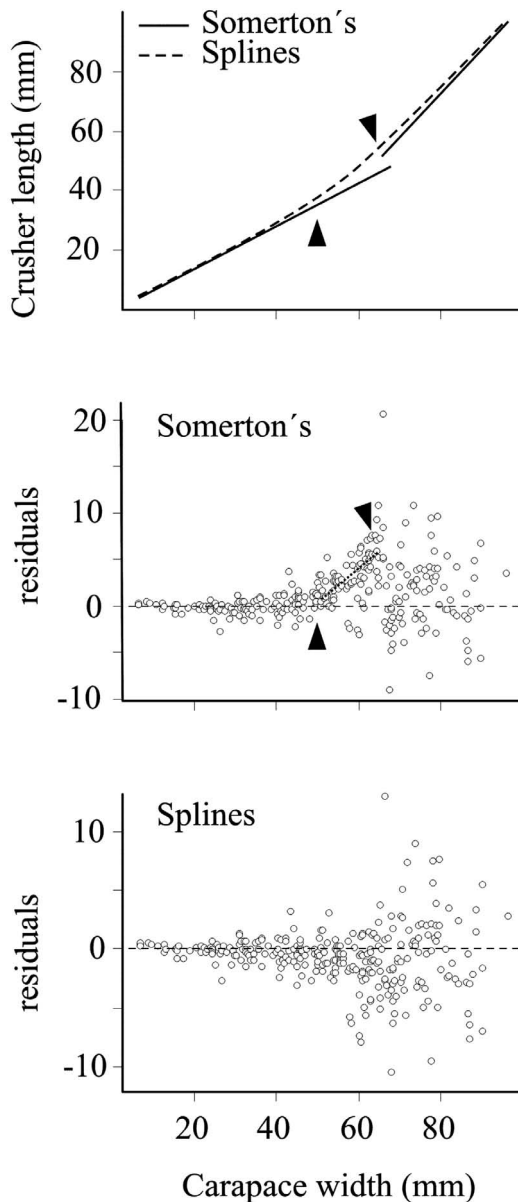 Somerton´s
Splines
Crusher length (mm)
80
60
40
20
Somerton´s
residuals
20
10
0
-10
Splines
residuals
10
0
-10
20 40 60 80
Carapace width (mm)